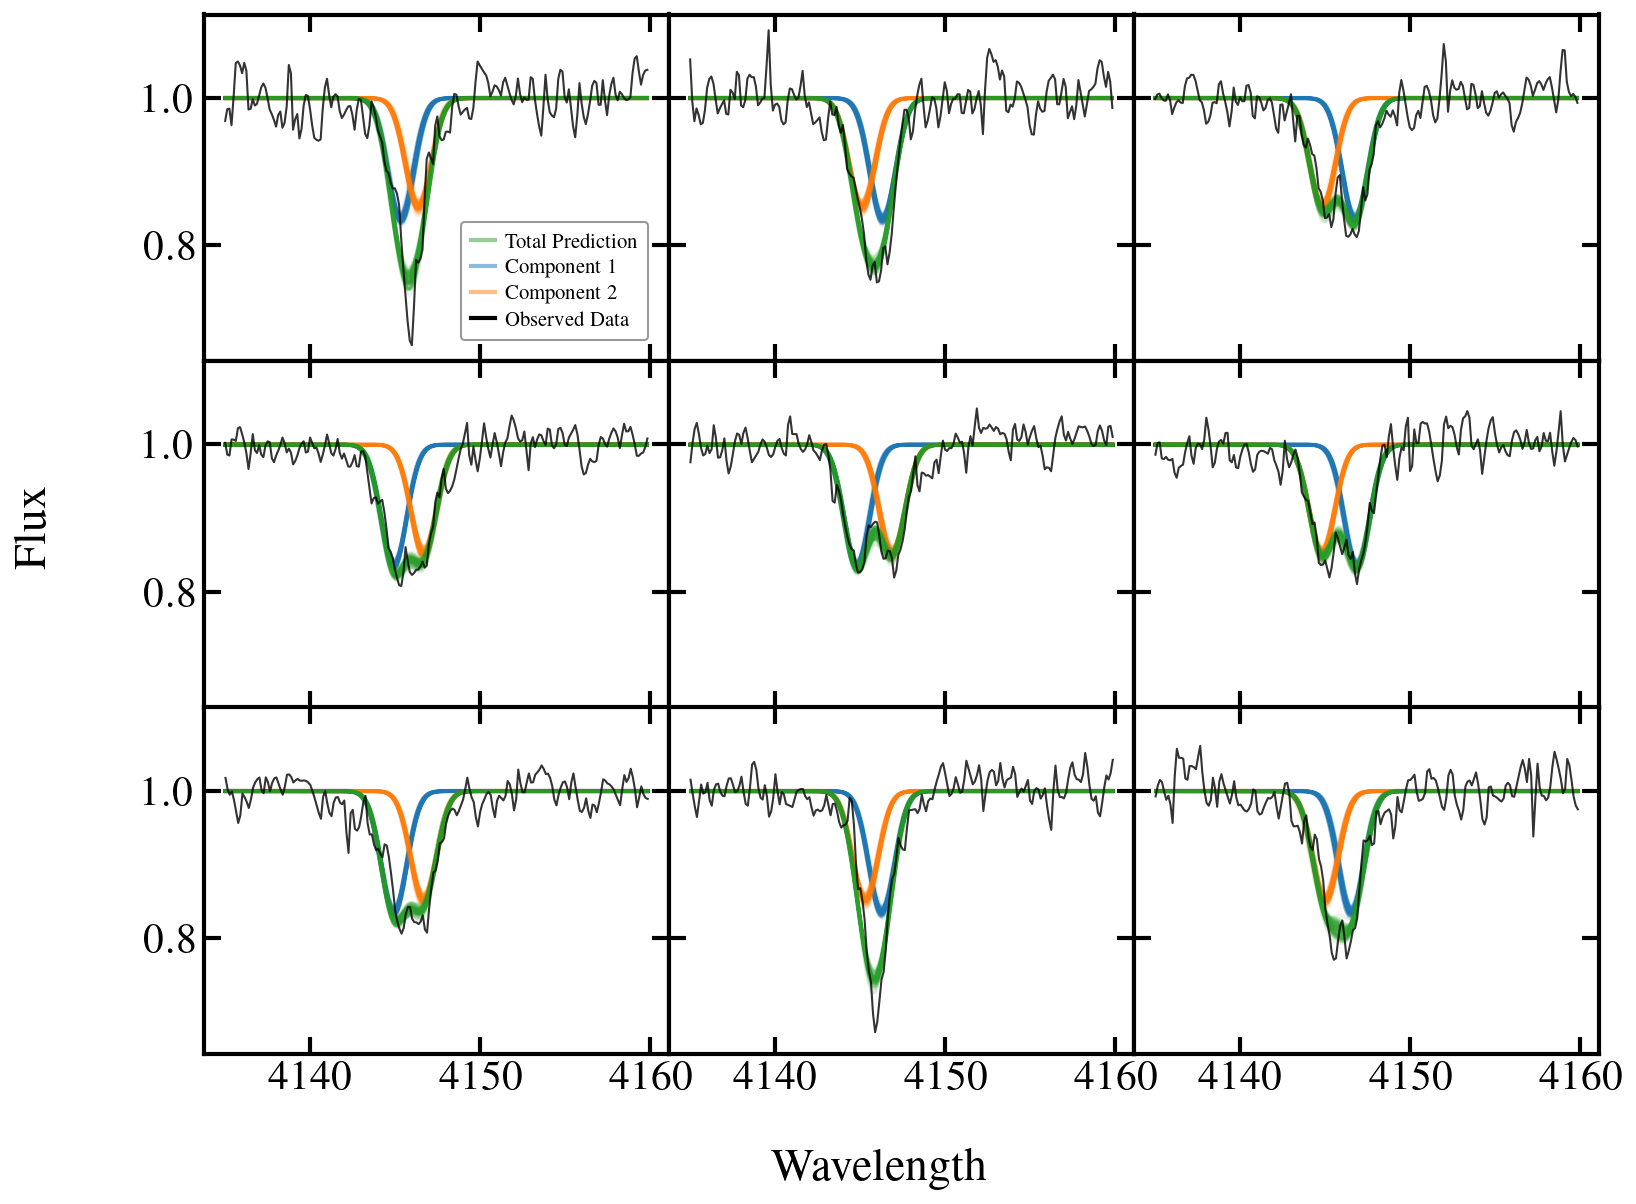 1.0
0.8
Total Prediction
Component 1
Component 2
Observed Data
1.0
0.8
Flux
1.0
0.8
4140 4150 4160 4140 4150 4160 4140 4150 4160
Wavelength